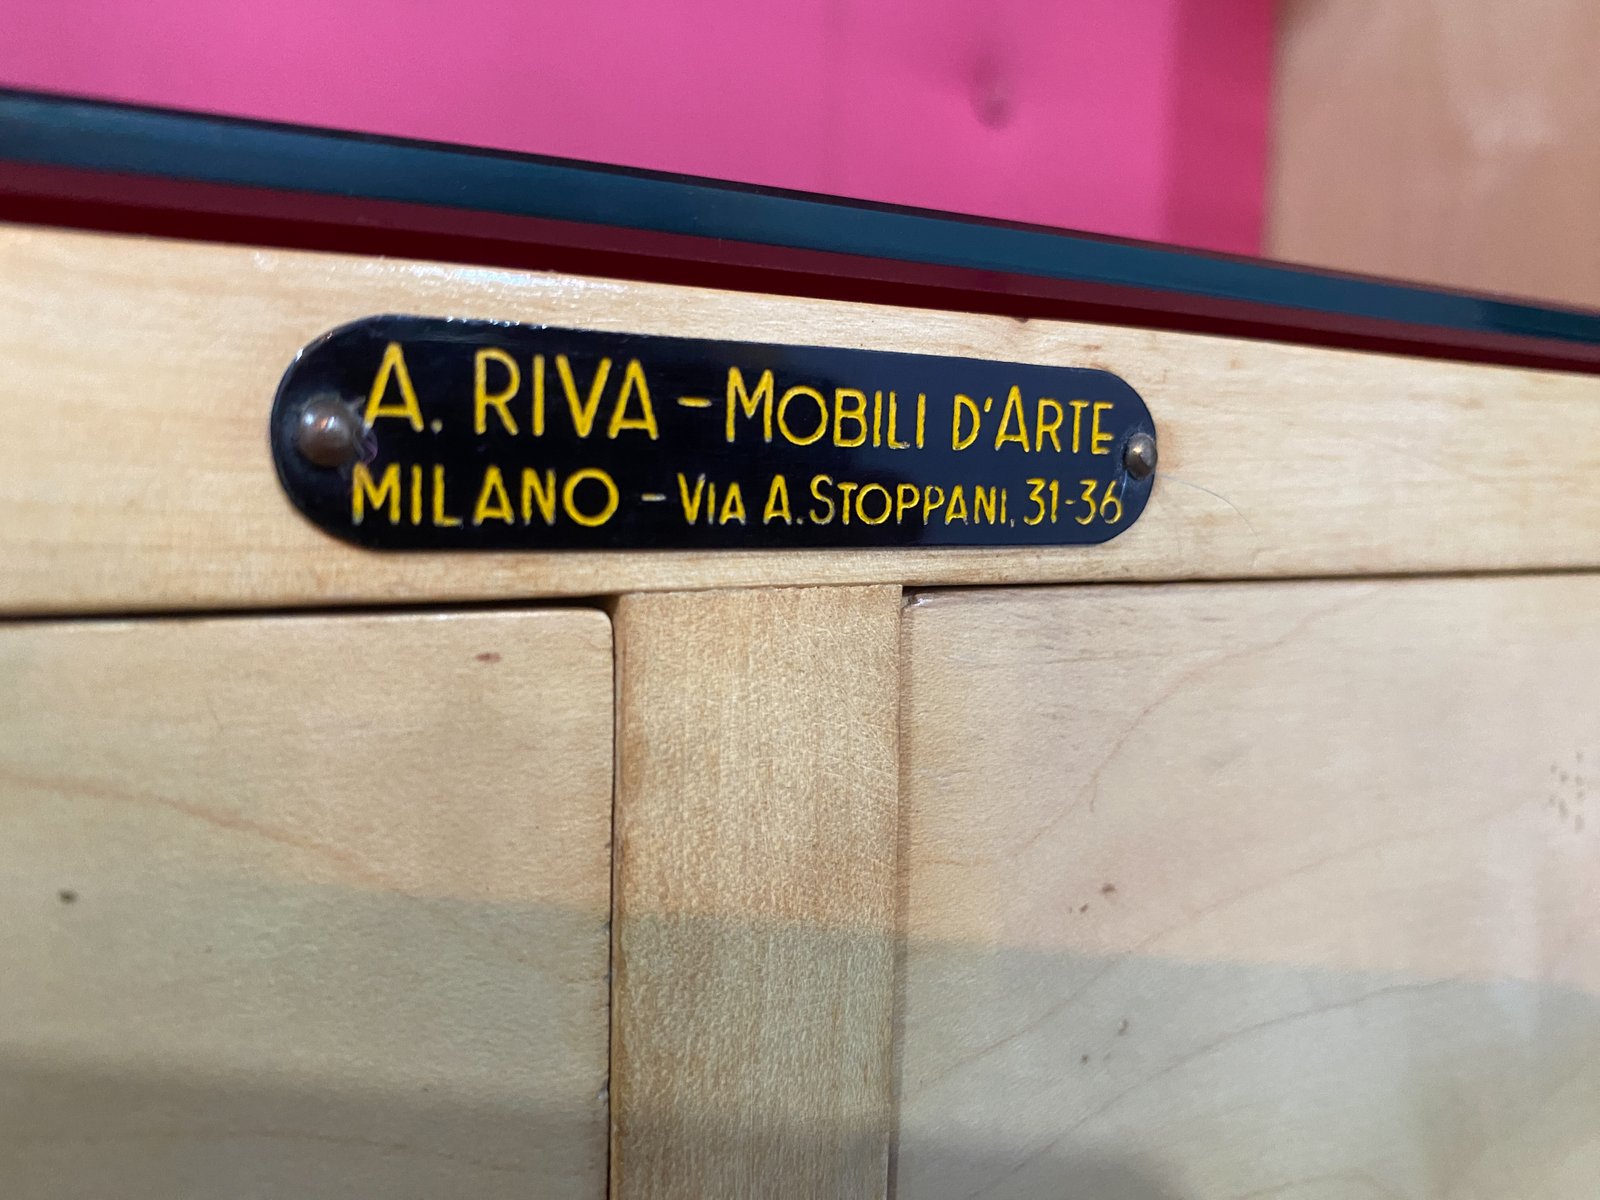 A. RIVA - MOBILI D'ARTE
MILANO - VIA A. STOPPANI, 31-36